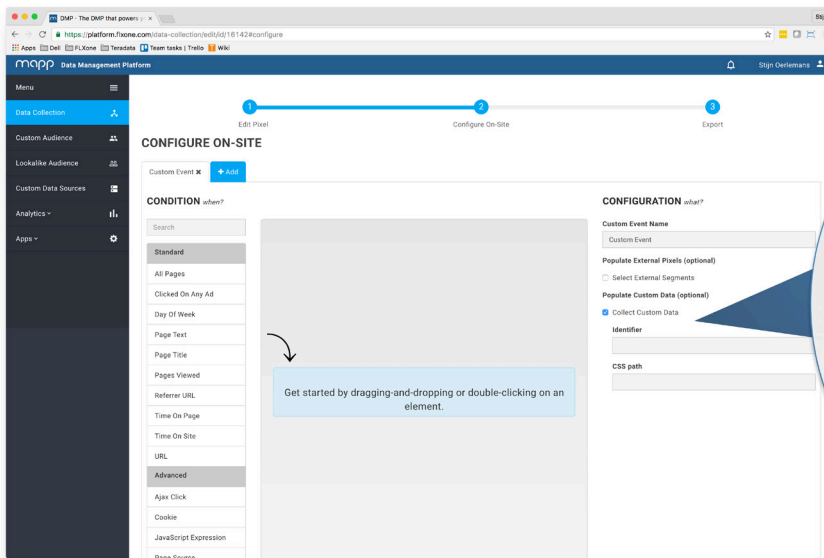 DMP - The DMP that powers y
Stij
https://platform.flxone.com/data-collection/edit/id/16142#configure
Apps Dell FLXone Teradata Team tasks | Trello Wiki
mapp Data Management Platform
Stijn Oerlemans
Menu
Data Collection
Custom Audience
Lookalike Audience
Custom Data Sources
Analytics
Apps
1
2
3
Edit Pixel
Configure On-Site
Export
CONFIGURE ON-SITE
Custom Event
+ Add
CONDITION when?
Search
Standard
All Pages
Clicked On Any Ad
Day Of Week
Page Text
Page Title
Pages Viewed
Referrer URL
Time On Page
Time On Site
URL
Advanced
Ajax Click
Cookie
JavaScript Expression
Page Source
Get started by dragging-and-dropping or double-clicking on an
element.
CONFIGURATION what?
Custom Event Name
Custom Event
Populate External Pixels (optional)
Select External Segments
Populate Custom Data (optional)
Collect Custom Data
Identifier
CSS path